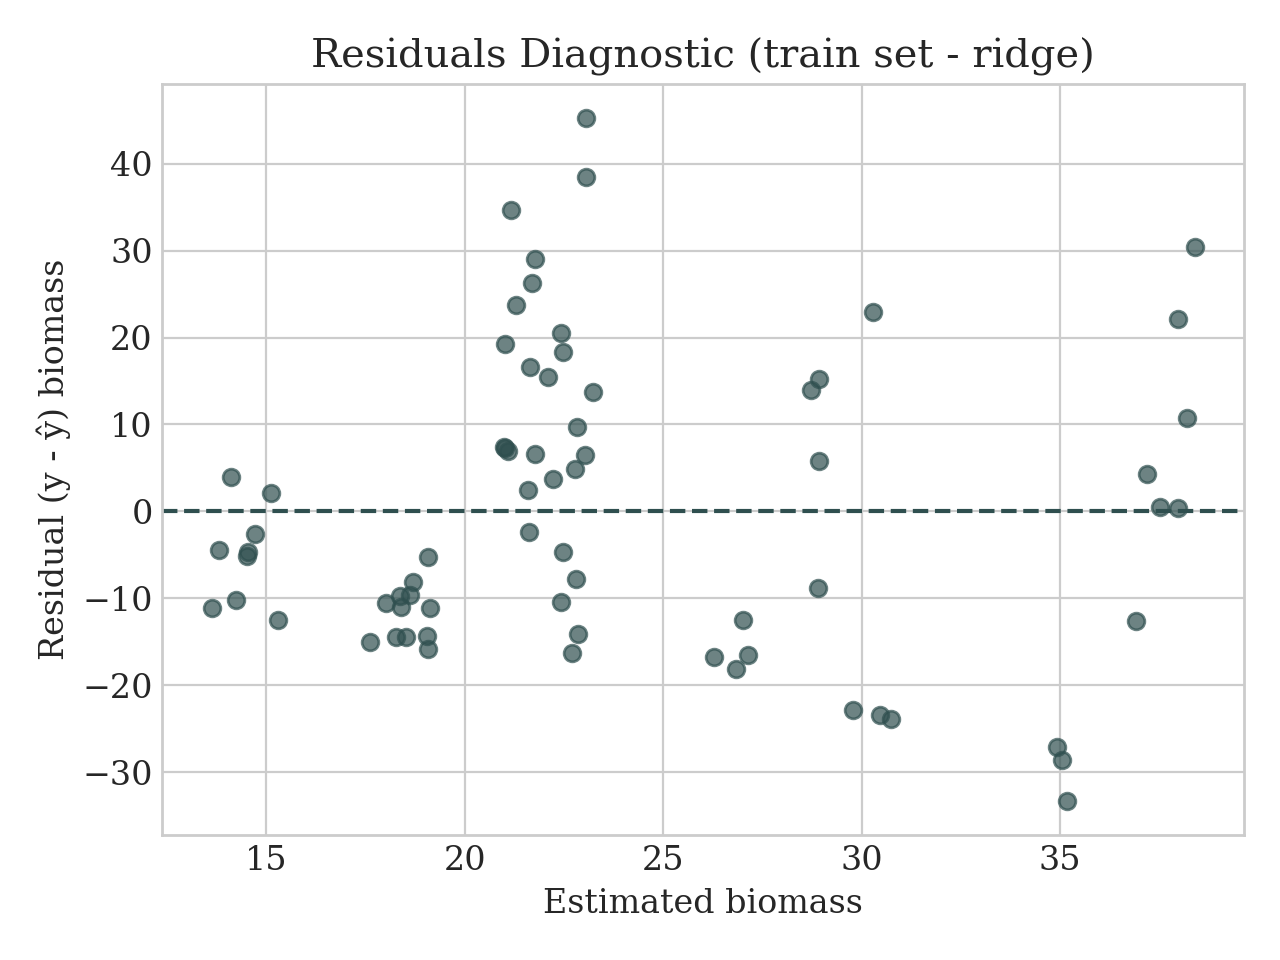 Residuals Diagnostic (train set - ridge)
Residual (y - ŷ) biomass
40
30
20
10
0
−10
−20
−30
15 20 25 30 35
Estimated biomass